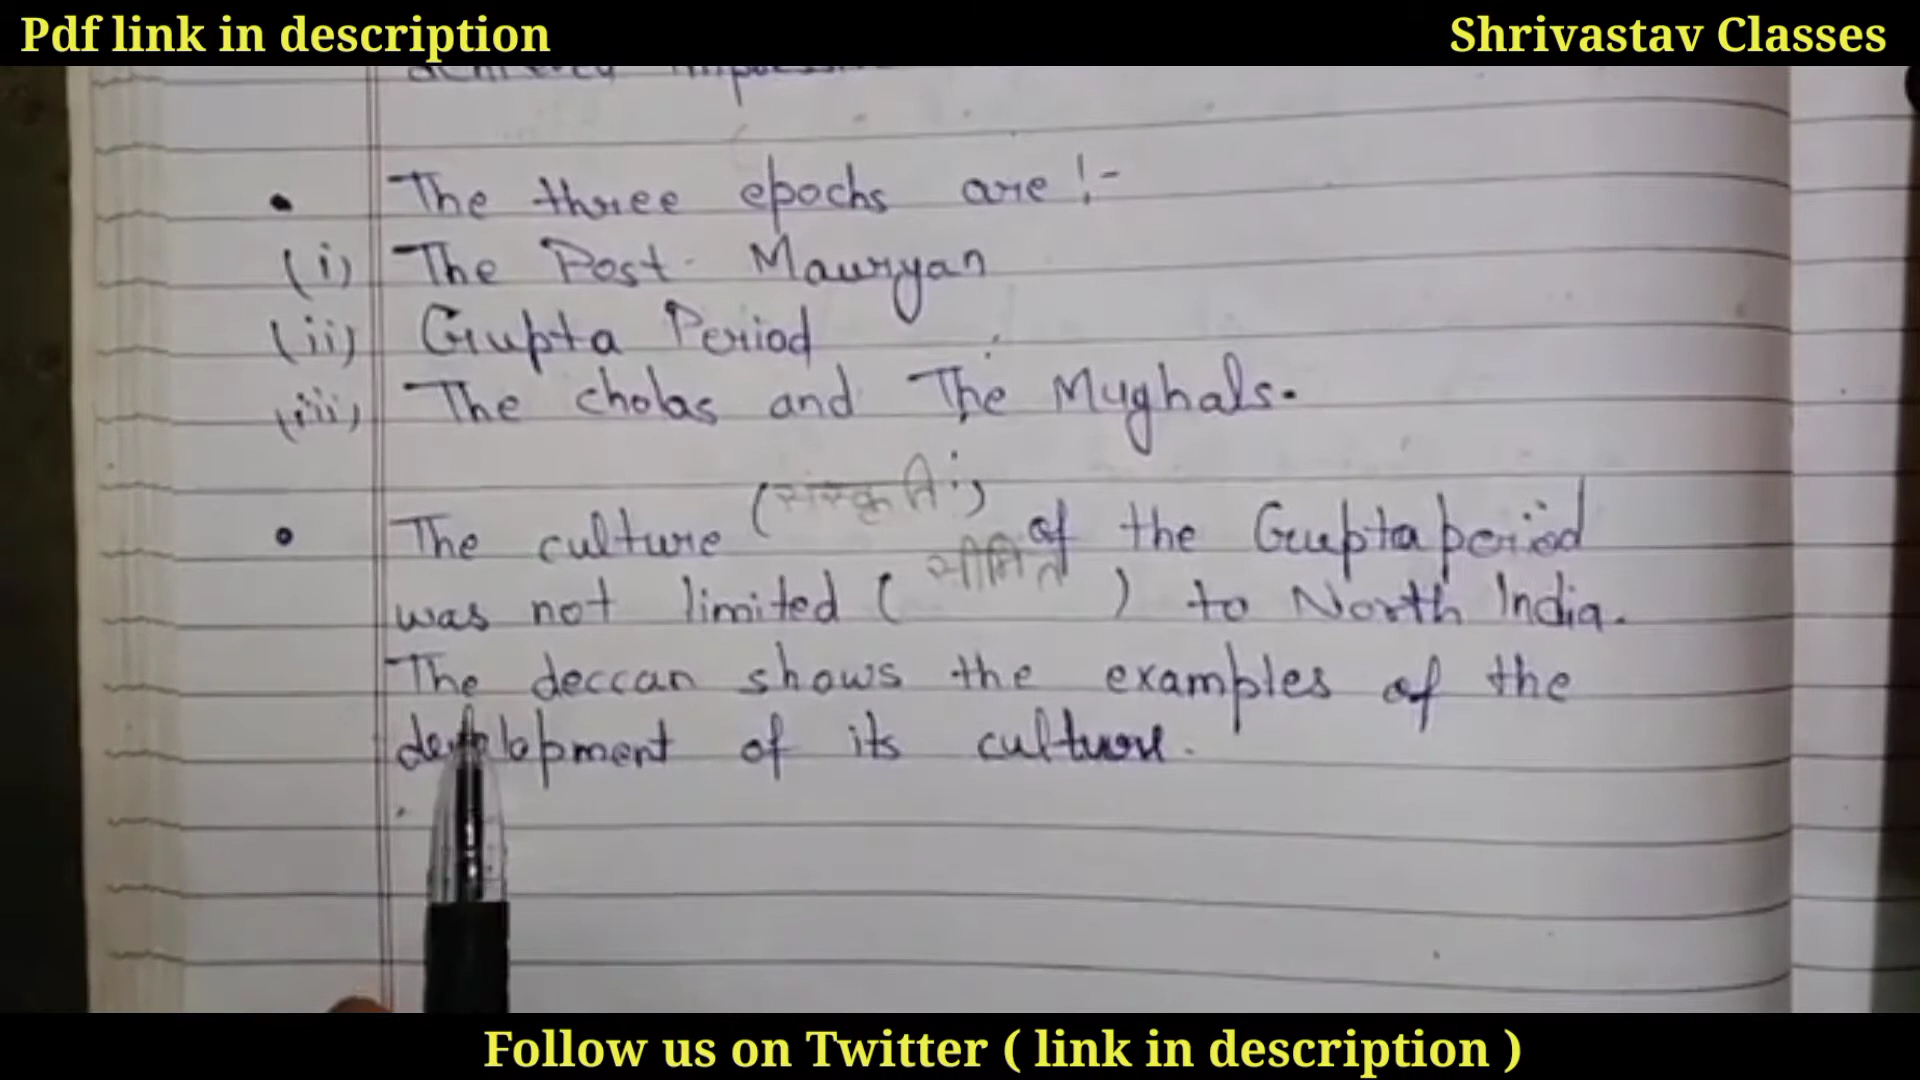 Pdf link in description
Shrivastav Classes
• The three epochs are :-
(i) The Post- Mauryan
(ii) Gupta Period
(iii) The cholas and The Mughals.
• The culture (संस्कृति) of the Gupta period
was not limited (सीमित) to North India.
The deccan shows the examples of the
development of its culture.
Follow us on Twitter ( link in description )